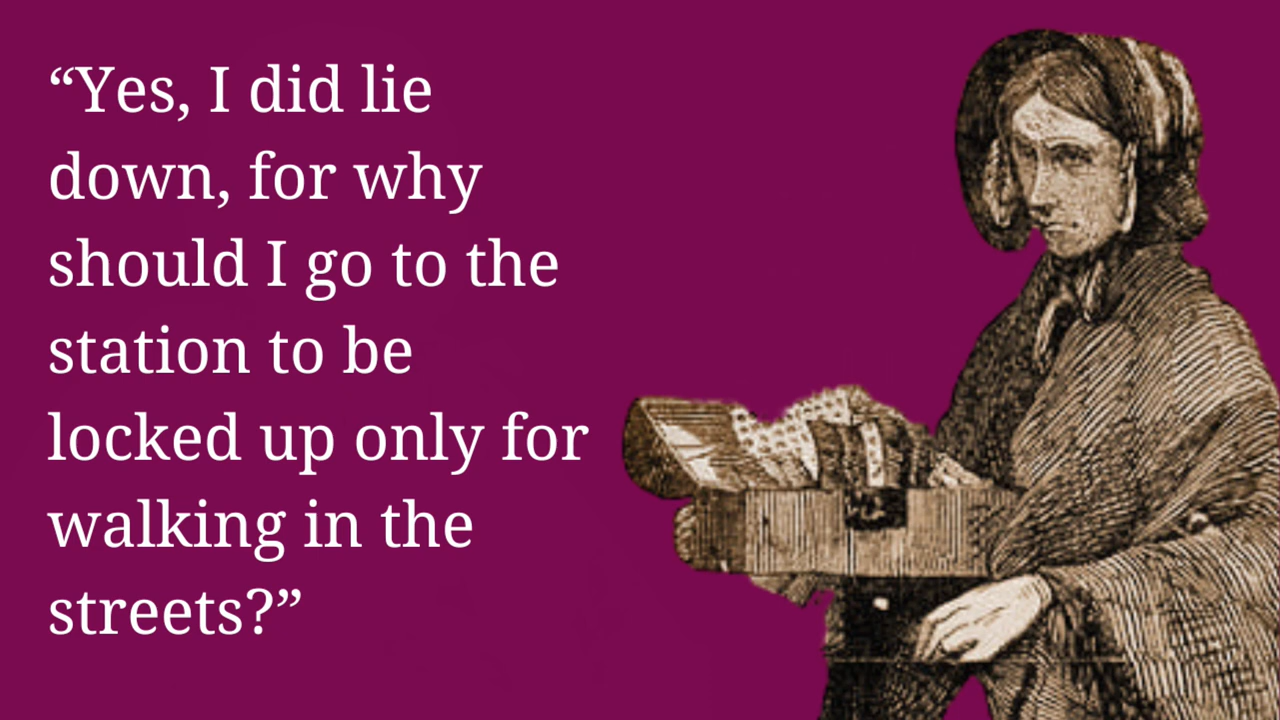 “Yes, I did lie
down, for why
should I go to the
station to be
locked up only for
walking in the
streets?”